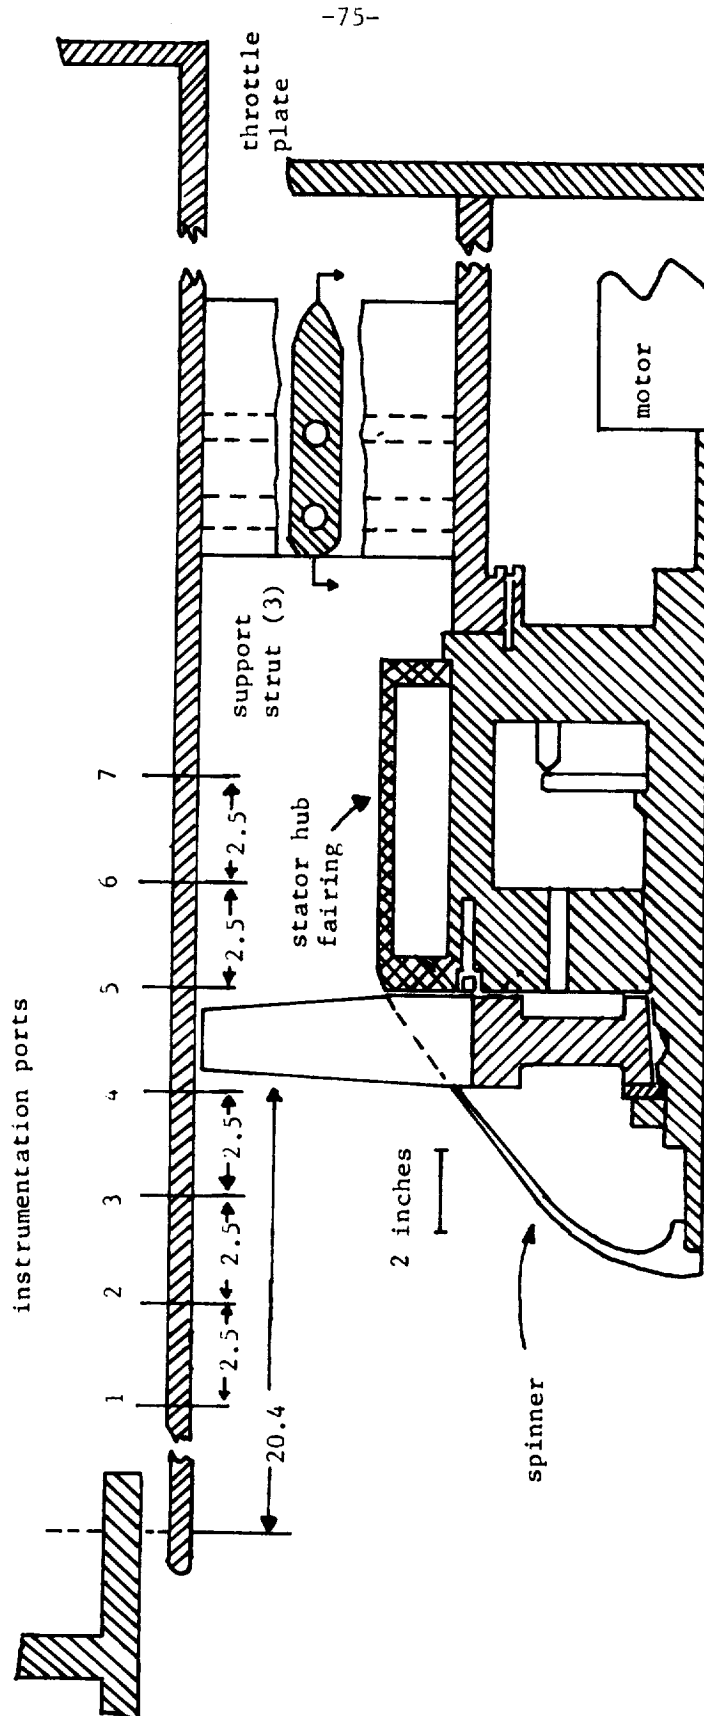 -75-
instrumentation ports
1
2
3
4
5
6
7
2.5
2.5
2.5
2.5
2.5
20.4
throttle
plate
support
strut (3)
stator hub
fairing
2 inches
spinner
motor